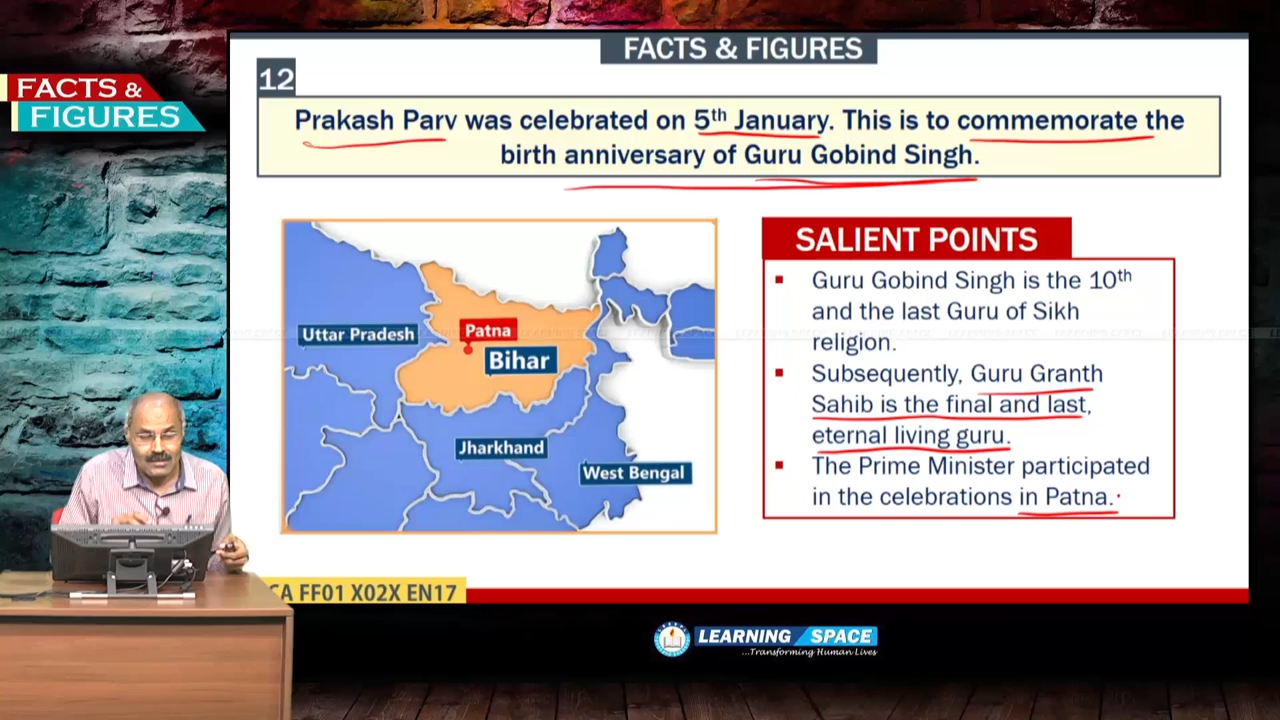 FACTS & FIGURES
12
FACTS &
FIGURES
Prakash Parv was celebrated on 5th January. This is to commemorate the
birth anniversary of Guru Gobind Singh.
SALIENT POINTS
Guru Gobind Singh is the 10th
and the last Guru of Sikh
religion.
Subsequently, Guru Granth
Sahib is the final and last,
eternal living guru.
The Prime Minister participated
in the celebrations in Patna.
Uttar Pradesh
Patna
Bihar
Jharkhand
West Bengal
CA FF01 X02X EN17
LEARNING SPACE
...Transforming Human Lives